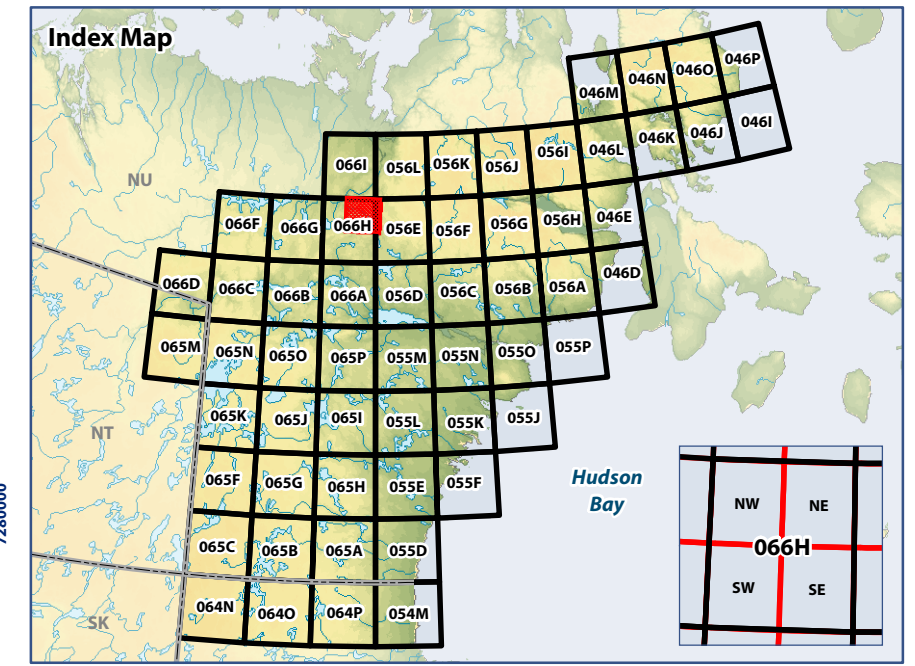 Index Map
046M 046N 046O 046P
046L 046K 046J 046I
NU
066I 056L 056K 056J 056I
066F 066G 066H 056E 056F 056G 056H 046E
066D 066C 066B 066A 056D 056C 056B 056A 046D
065M 065N 065O 065P 055M 055N 055O 055P
NT
065K 065J 065I 055L 055K 055J
065F 065G 065H 055E 055F
Hudson
Bay
7280000
065C 065B 065A 055D
SK
064N 064O 064P 054M
NW NE
066H
SW SE